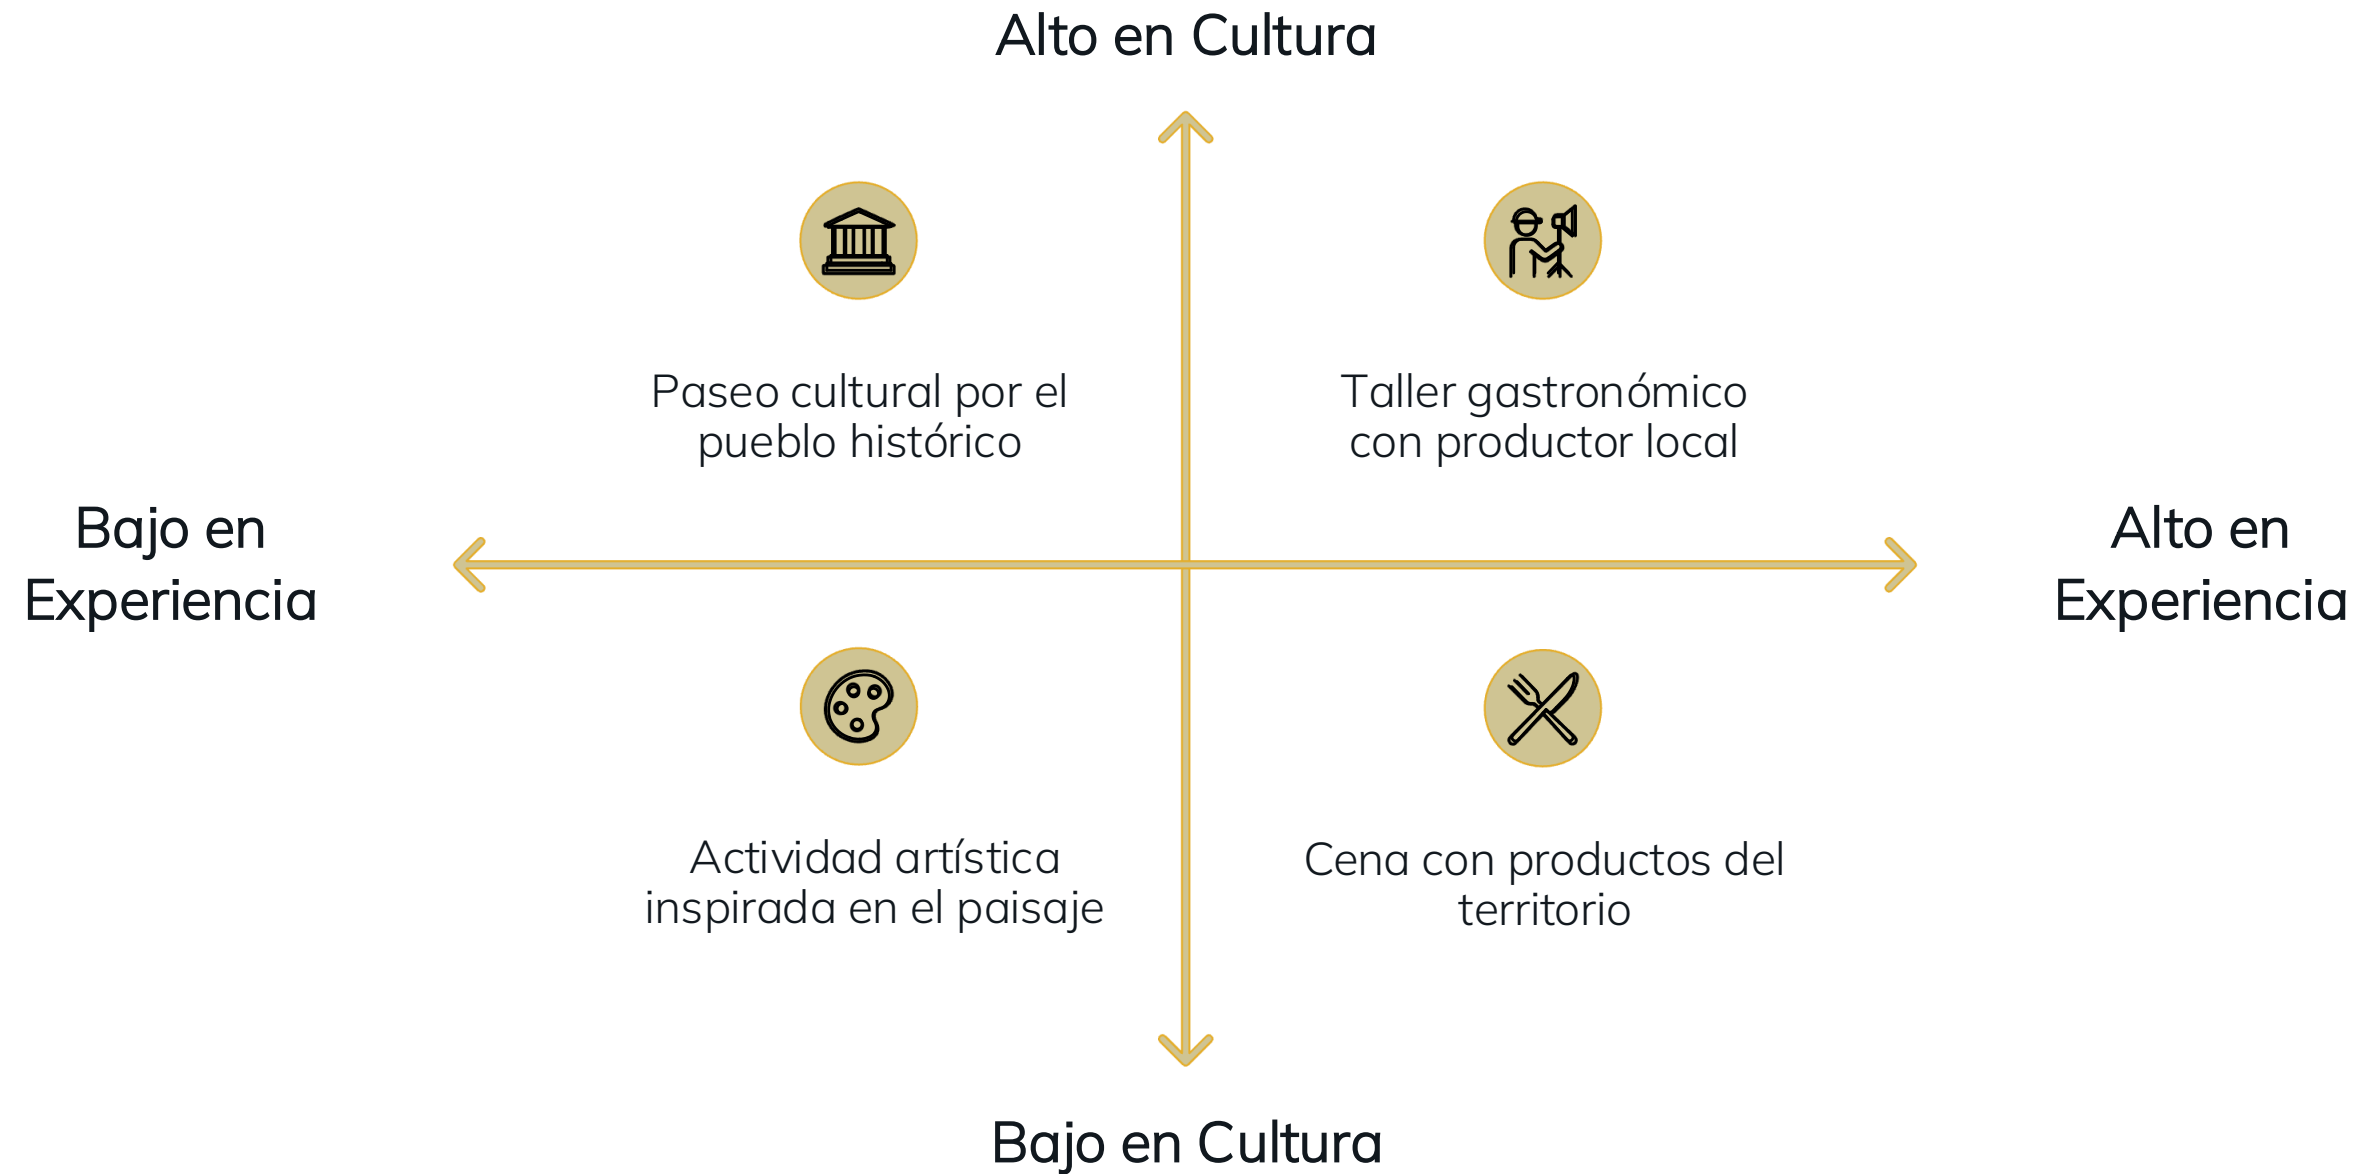 Alto en Cultura
Paseo cultural por el
pueblo histórico
Taller gastronómico
con productor local
Bajo en
Experiencia
Alto en
Experiencia
Actividad artística
inspirada en el paisaje
Cena con productos del
territorio
Bajo en Cultura